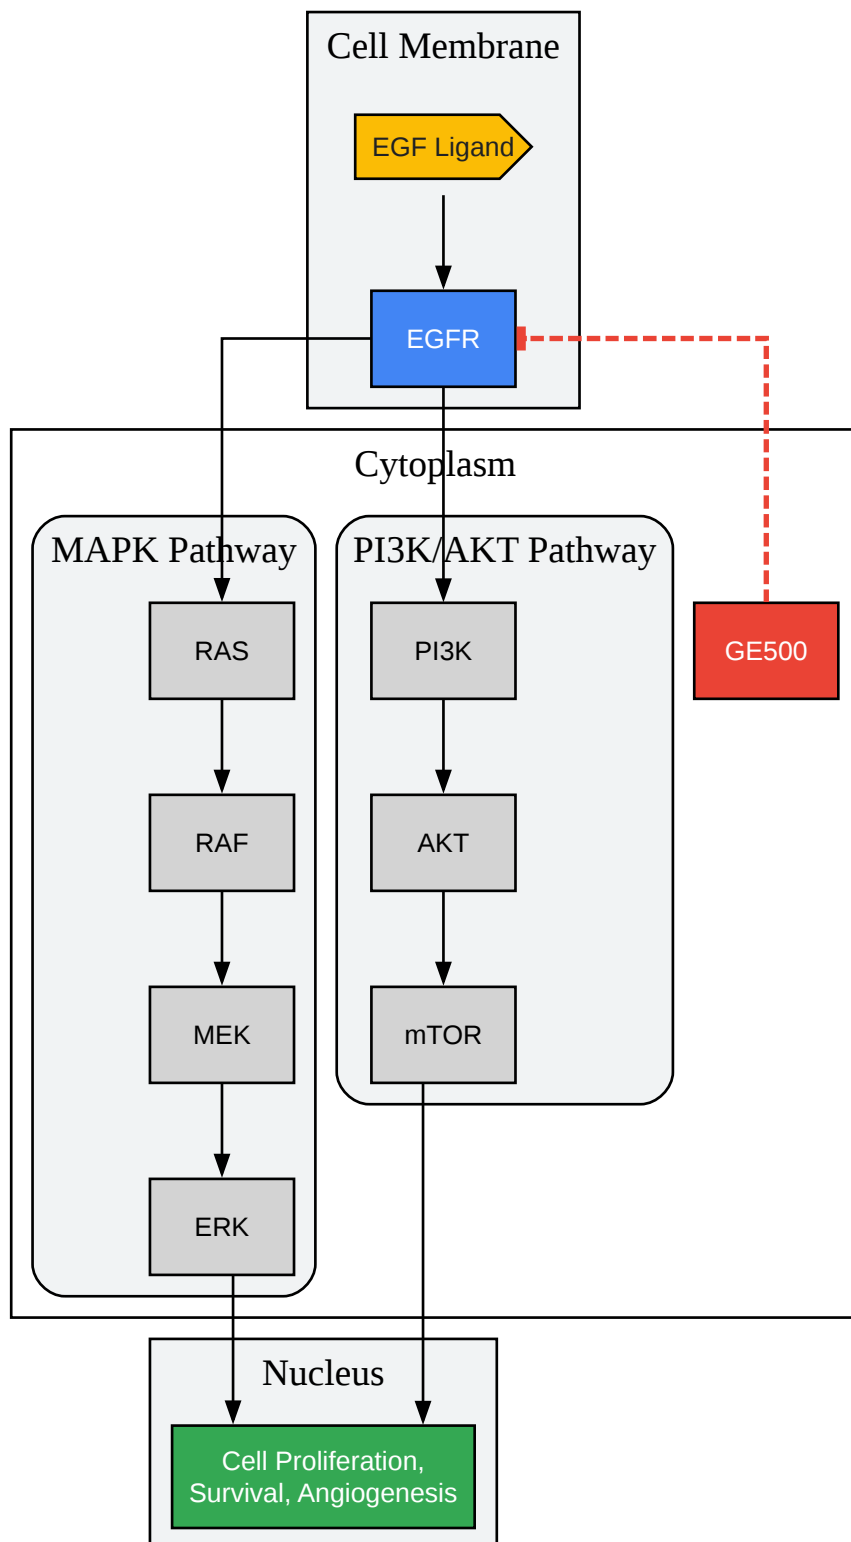 Cell Membrane
EGF Ligand
EGFR
Cytoplasm
MAPK Pathway
PI3K/AKT Pathway
RAS
PI3K
GE500
RAF
AKT
MEK
mTOR
ERK
Nucleus
Cell Proliferation,
Survival, Angiogenesis